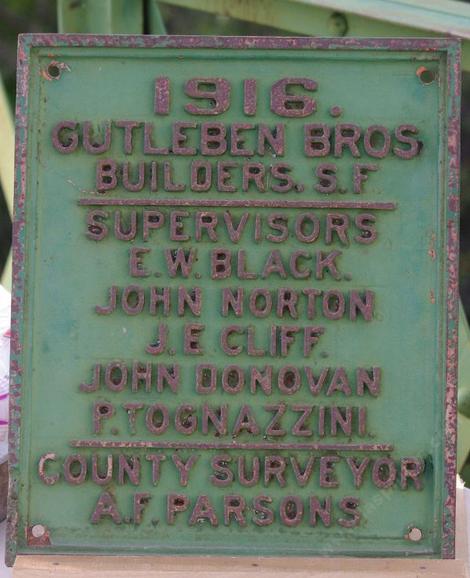 1916.
GUTLEBEN BROS
BUILDERS. S.F
SUPERVISORS
E.W.BLACK.
JOHN NORTON
J.E CLIFF.
JOHN DONOVAN
P.TOGNAZZINI.
COUNTY SURVEYOR
A.F PARSONS